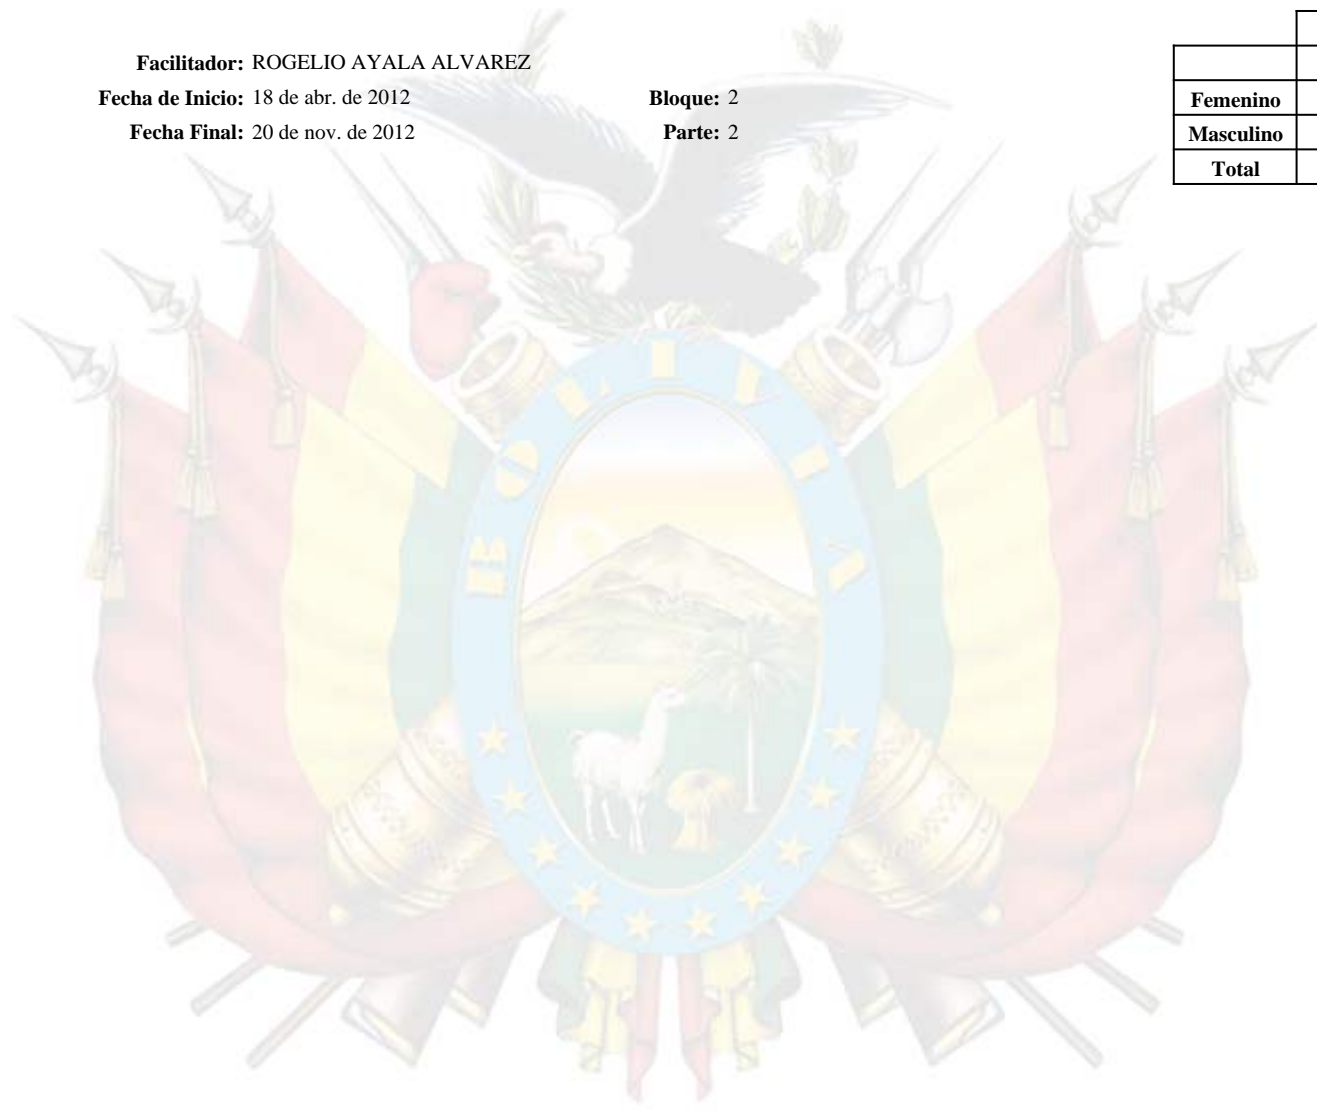 Facilitador: ROGELIO AYALA ALVAREZ
Fecha de Inicio: 18 de abr. de 2012 Bloque: 2
Fecha Final: 20 de nov. de 2012 Parte: 2
Femenino
Masculino
Total
BOLIVIA